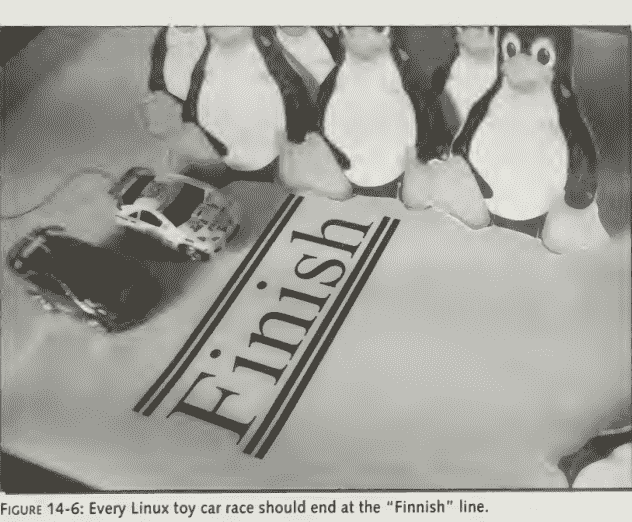 Finish
FIGURE 14-6: Every Linux toy car race should end at the "Finnish" line.